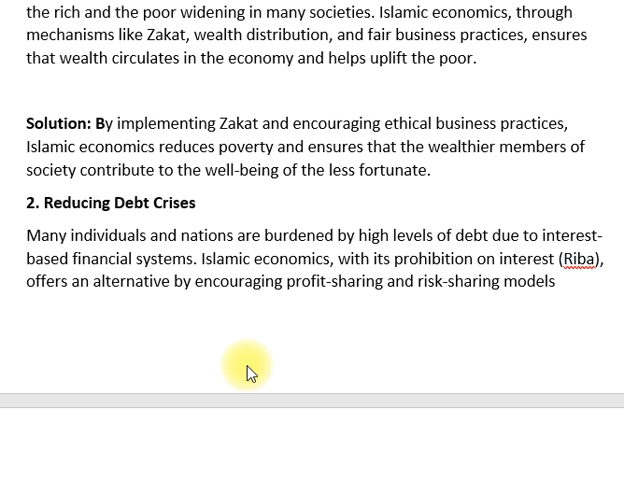 the rich and the poor widening in many societies. Islamic economics, through
mechanisms like Zakat, wealth distribution, and fair business practices, ensures
that wealth circulates in the economy and helps uplift the poor.
Solution: By implementing Zakat and encouraging ethical business practices,
Islamic economics reduces poverty and ensures that the wealthier members of
society contribute to the well-being of the less fortunate.
2. Reducing Debt Crises
Many individuals and nations are burdened by high levels of debt due to interest-
based financial systems. Islamic economics, with its prohibition on interest (Riba),
offers an alternative by encouraging profit-sharing and risk-sharing models